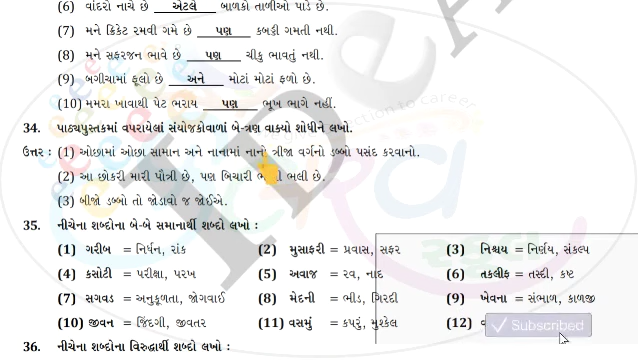 (6) વાંદરો નાચે છે એટલે બાળકો તાળીઓ પાડે છે.
(7) મને ક્રિકેટ રમવી ગમે છે પણ કબડ્ડી ગમતી નથી.
(8) મને સફરજન ભાવે છે પણ ચીકુ ભાવતું નથી.
(9) બગીચામાં ફૂલો છે અને મોટાં મોટાં ફળો છે.
(10) મમરા ખાવાથી પેટ ભરાય પણ ભૂખ ભાગે નહીં.
34. પાઠ્યપુસ્તકમાં વપરાયેલાં સંયોજકોવાળાં બે-ત્રણ વાક્યો શોધીને લખો.
ઉત્તર : (1) ઓછામાં ઓછા સામાન અને નાનામાં નાનો ત્રીજા વર્ગનો ડબ્બો પસંદ કરવાનો.
(2) આ છોકરી મારી પૌત્રી છે, પણ બિચારી ભલી છે.
(3) બીજો ડબ્બો તો જોડાવો જ જોઈએ.
35. નીચેના શબ્દોના બે-બે સમાનાર્થી શબ્દો લખો :
(1) ગરીબ = નિર્ધન, રાંક (2) મુસાફરી = પ્રવાસ, સફર (3) નિશ્ચય = નિર્ણય, સંકલ્પ
(4) કસોટી = પરીક્ષા, પરખ (5) અવાજ = રવ, નાદ (6) તકલીફ = તસ્દી, કષ્ટ
(7) સગવડ = અનુકૂળતા, જોગવાઈ (8) મેદની = ભીડ, ગિરદી (9) ખેવના = સંભાળ, કાળજી
(10) જીવન = જિંદગી, જીવતર (11) વસમું = કપરું, મુશ્કેલ (12)
Subscribed
36. નીચેના શબ્દોના વિરુદ્ધાર્થી શબ્દો લખો :